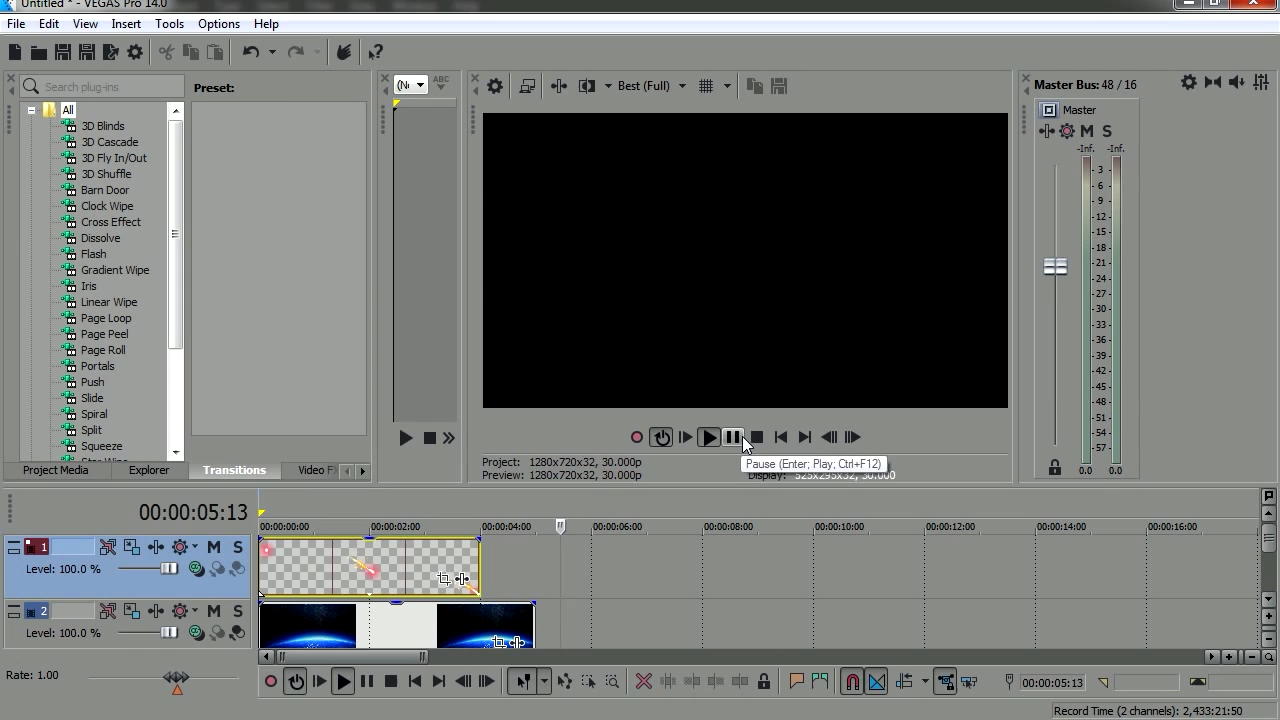 Untitled * - VEGAS Pro 14.0
File Edit View Insert Tools Options Help
Search plug-ins
Preset:
All
3D Blinds
3D Cascade
3D Fly In/Out
3D Shuffle
Barn Door
Clock Wipe
Cross Effect
Dissolve
Flash
Gradient Wipe
Iris
Linear Wipe
Page Loop
Page Peel
Page Roll
Portals
Push
Slide
Spiral
Split
Squeeze
Project Media Explorer Transitions Video F
ABC
Best (Full)
Pause (Enter; Play; Ctrl+F12)
Project: 1280x720x32, 30.000p
Preview: 1280x720x32, 30.000p
Display: 525x295x32, 30.000
Master Bus: 48 / 16
Master
M S
-Inf. -Inf.
3
6
9
12
15
18
21
24
27
30
33
36
39
42
45
48
51
54
57
0.0 0.0
00:00:05:13
00:00:00:00 00:00:02:00 00:00:04:00 00:00:06:00 00:00:08:00 00:00:10:00 00:00:12:00 00:00:14:00 00:00:16:00
1 M S
Level: 100.0 %
2 M S
Level: 100.0 %
Rate: 1.00
00:00:05:13
Record Time (2 channels): 2,433:21:50